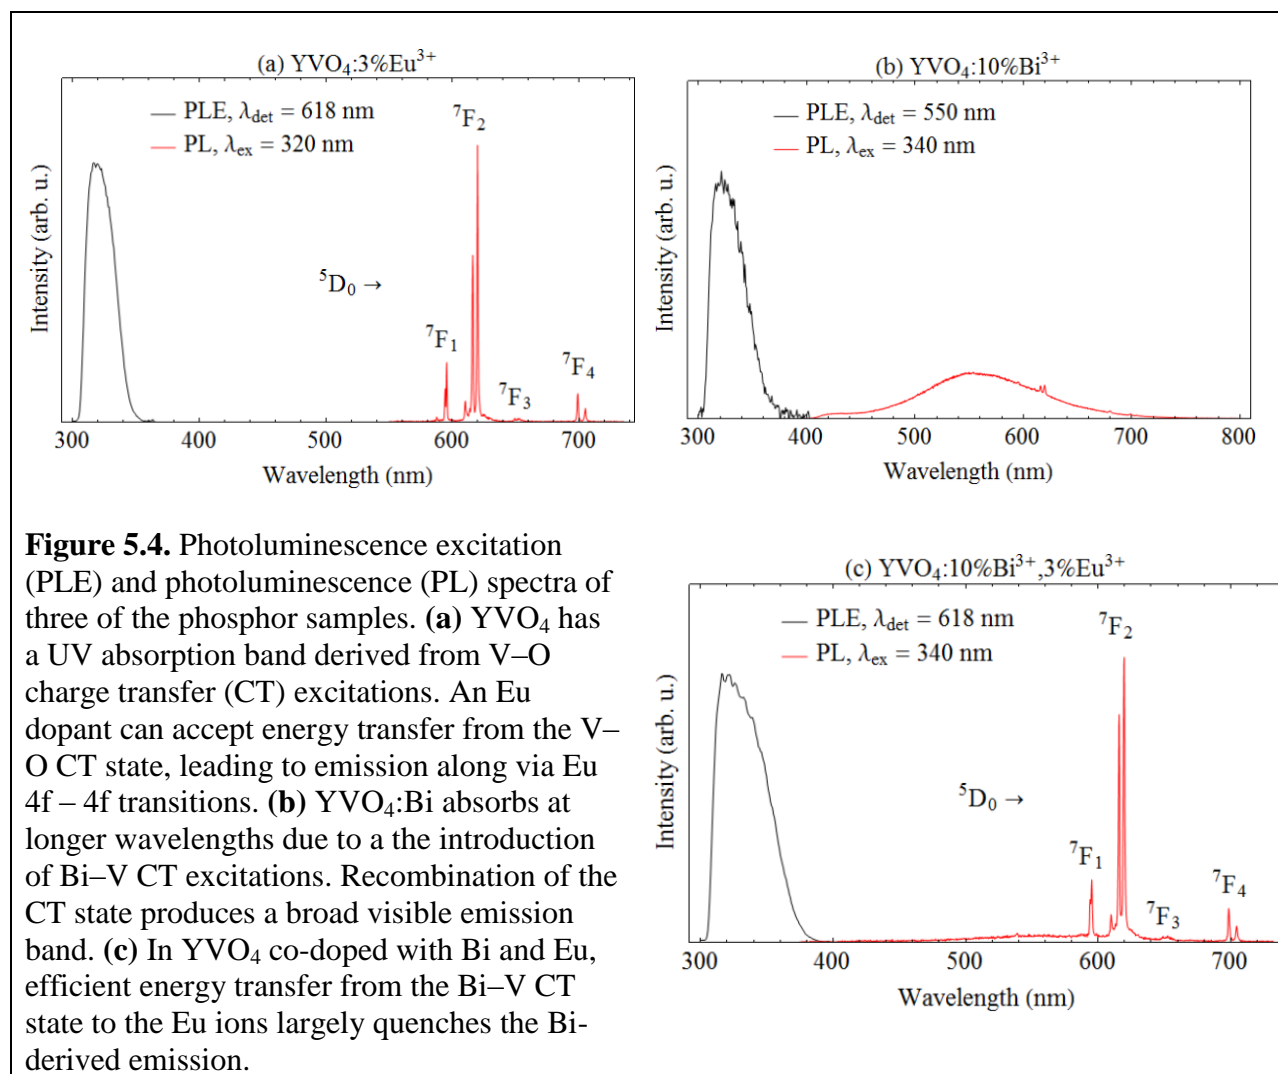 (a) YVO₄:3%Eu³⁺
— PLE, λdet = 618 nm
— PL, λex = 320 nm
⁷F₂
⁵D₀ →
⁷F₁
⁷F₃
⁷F₄
Intensity (arb. u.)
300 400 500 600 700
Wavelength (nm)
(b) YVO₄:10%Bi³⁺
— PLE, λdet = 550 nm
— PL, λex = 340 nm
Intensity (arb. u.)
300 400 500 600 700 800
Wavelength (nm)
Figure 5.4. Photoluminescence excitation
(PLE) and photoluminescence (PL) spectra of
three of the phosphor samples. (a) YVO₄ has
a UV absorption band derived from V–O
charge transfer (CT) excitations. An Eu
dopant can accept energy transfer from the V–
O CT state, leading to emission along via Eu
4f – 4f transitions. (b) YVO₄:Bi absorbs at
longer wavelengths due to a the introduction
of Bi–V CT excitations. Recombination of the
CT state produces a broad visible emission
band. (c) In YVO₄ co-doped with Bi and Eu,
efficient energy transfer from the Bi–V CT
state to the Eu ions largely quenches the Bi-
derived emission.
(c) YVO₄:10%Bi³⁺,3%Eu³⁺
— PLE, λdet = 618 nm
— PL, λex = 340 nm
⁷F₂
⁵D₀ →
⁷F₁
⁷F₃
⁷F₄
Intensity (arb. u.)
300 400 500 600 700
Wavelength (nm)